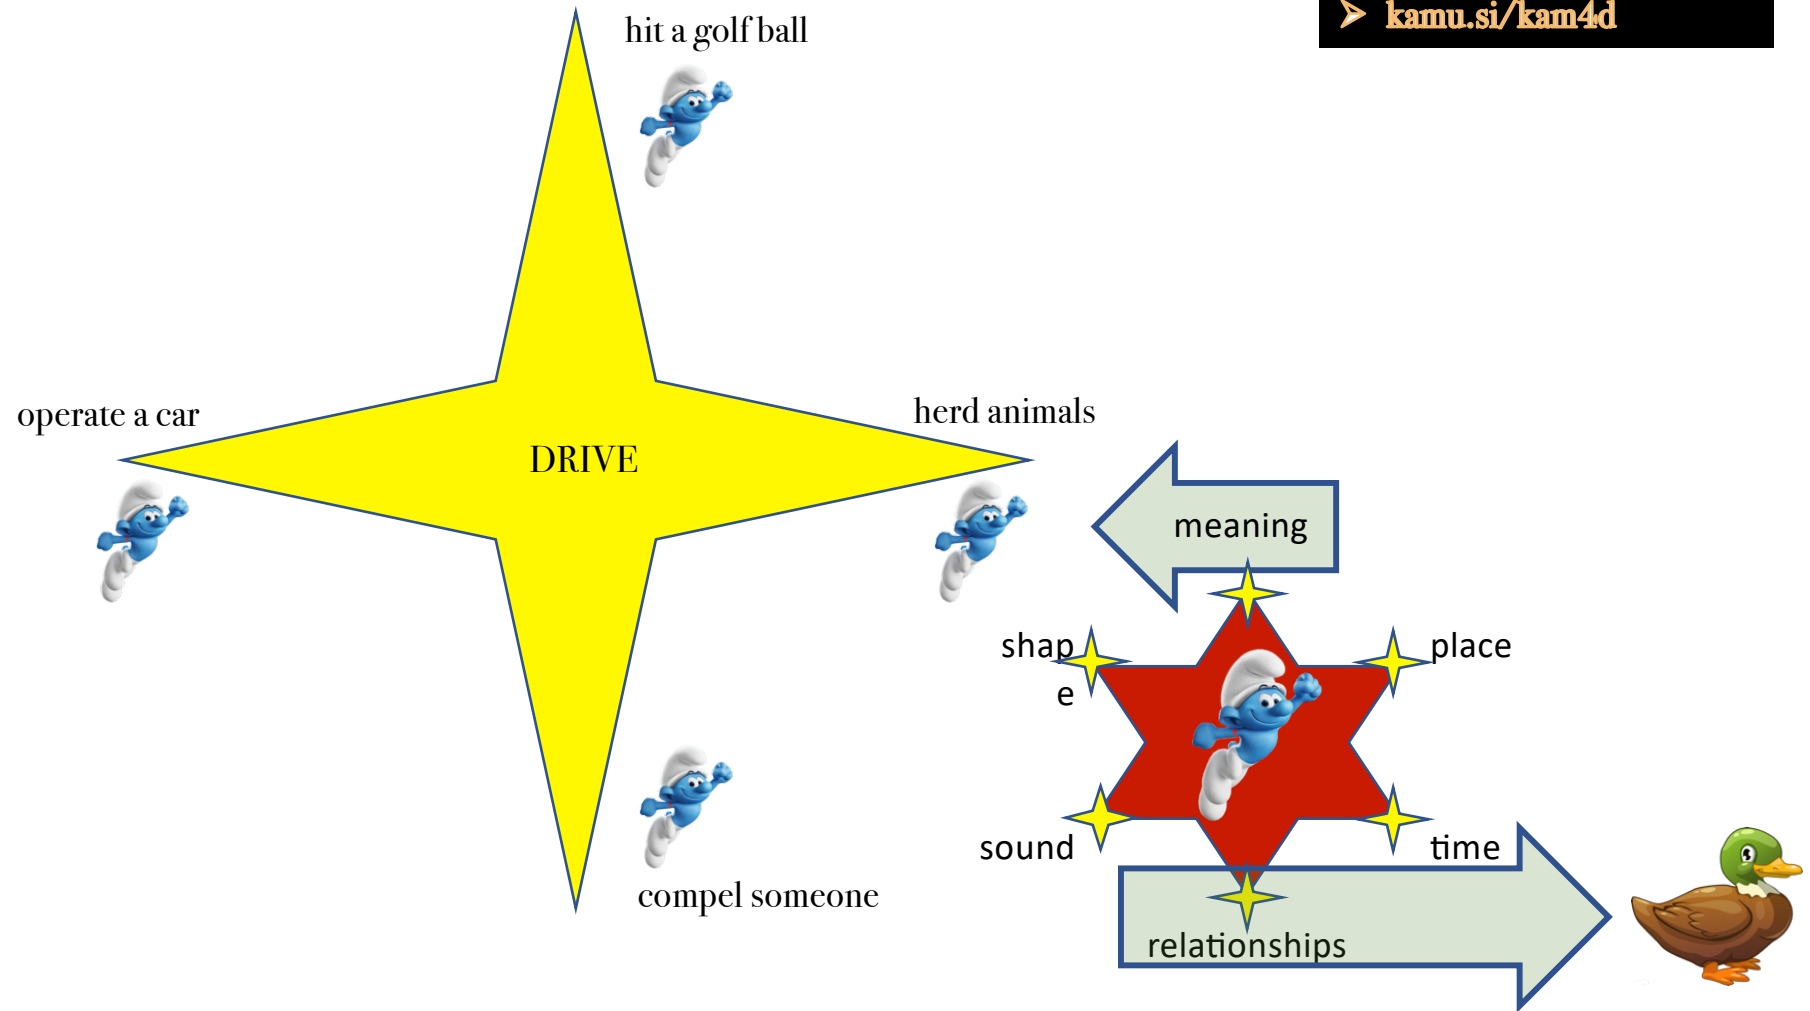 ➢ kamu.si/kam4d
hit a golf ball
operate a car
herd animals
DRIVE
meaning
shap
e
place
sound
time
compel someone
relationships